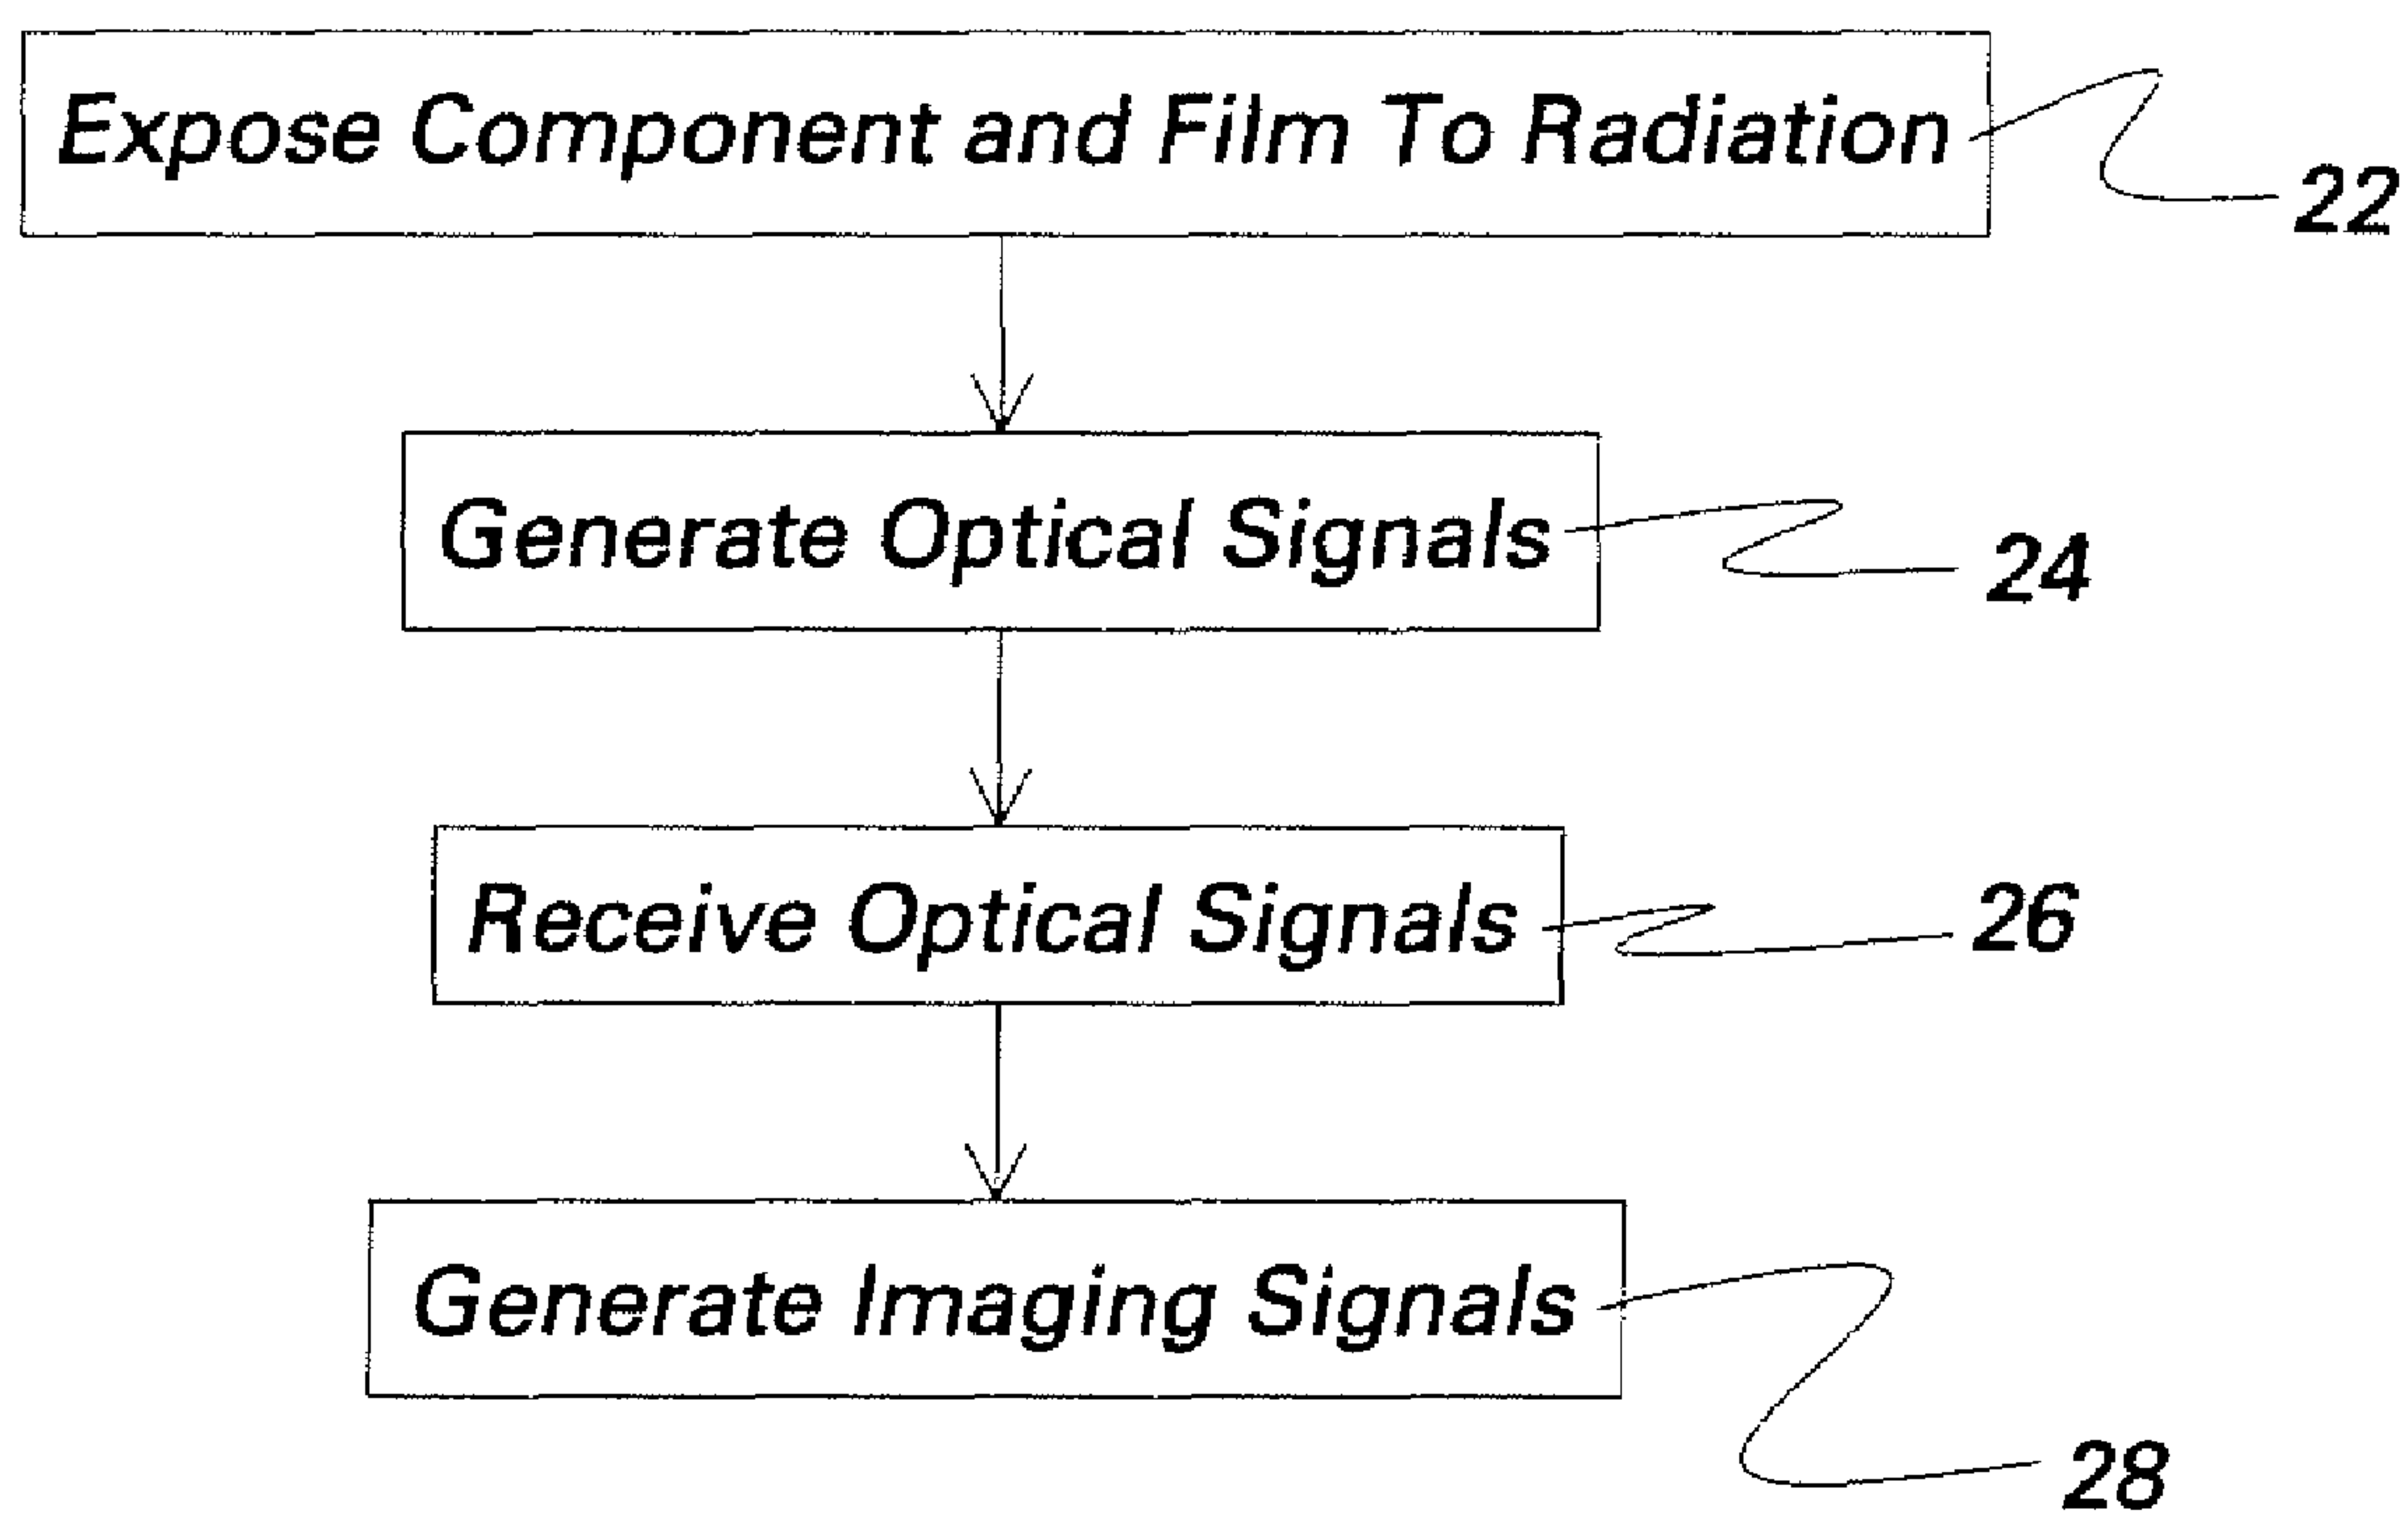 Expose Component and Film To Radiation
22
Generate Optical Signals
24
Receive Optical Signals
26
Generate Imaging Signals
28